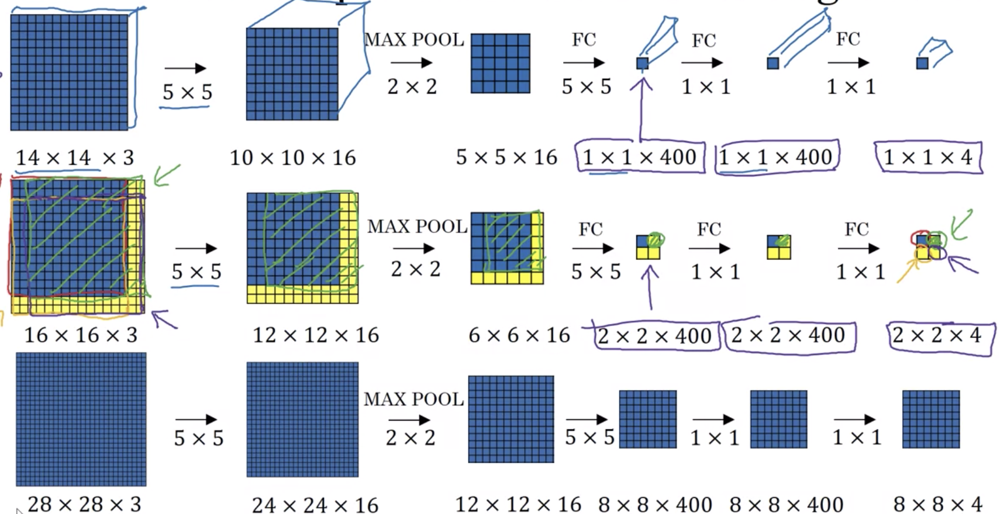 MAX POOL FC FC FC
5 × 5 2 × 2 5 × 5 1 × 1 1 × 1
14 × 14 × 3 10 × 10 × 16 5 × 5 × 16 1 × 1 × 400 1 × 1 × 400 1 × 1 × 4
MAX POOL FC FC FC
5 × 5 2 × 2 5 × 5 1 × 1 1 × 1
16 × 16 × 3 12 × 12 × 16 6 × 6 × 16 2 × 2 × 400 2 × 2 × 400 2 × 2 × 4
MAX POOL
5 × 5 2 × 2 5 × 5 1 × 1 1 × 1
28 × 28 × 3 24 × 24 × 16 12 × 12 × 16 8 × 8 × 400 8 × 8 × 400 8 × 8 × 4